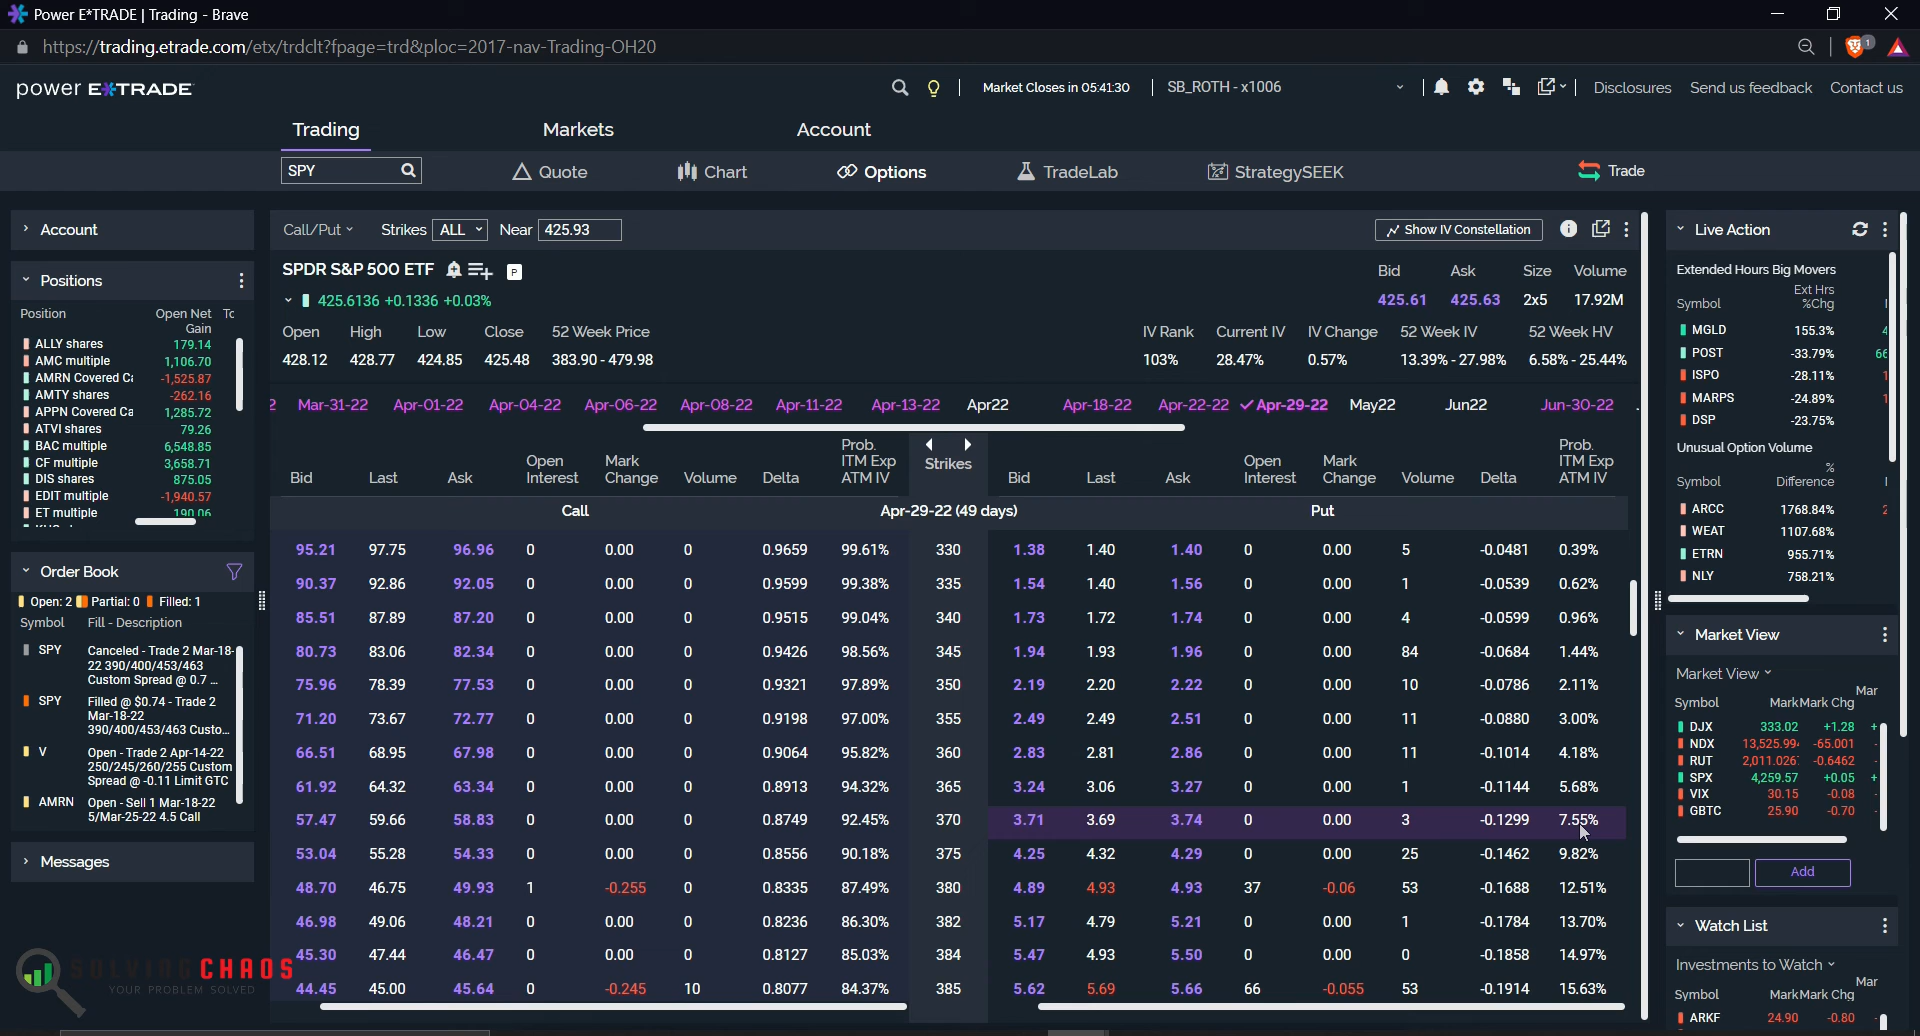 Power E*TRADE | Trading - Brave
https://trading.etrade.com/etx/trdclt?fpage=trd&ploc=2017-nav-Trading-OH20
1
power E*TRADE
Market Closes in 05:41:30
SB_ROTH - x1006
Disclosures Send us feedback Contact us
Trading Markets Account
SPY
Quote Chart Options TradeLab StrategySEEK Trade
Account
Positions
Position Open Net Gain
ALLY shares 179.14
AMC multiple 1,106.70
AMRN Covered Ca -1,525.87
AMTY shares -262.16
APPN Covered Ca 1,285.72
ATVI shares 79.26
BAC multiple 6,548.85
CF multiple 3,658.71
DIS shares 875.05
EDIT multiple -1,940.57
ET multiple 190.06
Order Book
Open: 2 Partial: 0 Filled: 1
Symbol Fill - Description
SPY Canceled - Trade 2 Mar-18-
22 390/400/453/463
Custom Spread @ 0.7 ...
SPY Filled @ $0.74 - Trade 2
Mar-18-22
390/400/453/463 Custo...
V Open - Trade 2 Apr-14-22
250/245/260/255 Custom
Spread @ -0.11 Limit GTC
AMRN Open - Sell 1 Mar-18-22
5/Mar-25-22 4.5 Call
Messages
SOLVING CHAOS
YOUR PROBLEM SOLVED
Call/Put Strikes ALL Near 425.93
Show IV Constellation
SPDR S&P 500 ETF P
Bid Ask Size Volume
425.6136 +0.1336 +0.03%
425.61 425.63 2x5 17.92M
Open High Low Close 52 Week Price
IV Rank Current IV IV Change 52 Week IV 52 Week HV
428.12 428.77 424.85 425.48 383.90 - 479.98
103% 28.47% 0.57% 13.39% - 27.98% 6.58% - 25.44%
2 Mar-31-22 Apr-01-22 Apr-04-22 Apr-06-22 Apr-08-22 Apr-11-22 Apr-13-22 Apr22 Apr-18-22 Apr-22-22 Apr-29-22 May22 Jun22 Jun-30-22
Bid Last Ask Open Interest Mark Change Volume Delta Prob. ITM Exp ATM IV Strikes Bid Last Ask Open Interest Mark Change Volume Delta Prob. ITM Exp ATM IV
Call Apr-29-22 (49 days) Put
95.21 97.75 96.96 0 0.00 0 0.9659 99.61% 330 1.38 1.40 1.40 0 0.00 5 -0.0481 0.39%
90.37 92.86 92.05 0 0.00 0 0.9599 99.38% 335 1.54 1.40 1.56 0 0.00 1 -0.0539 0.62%
85.51 87.89 87.20 0 0.00 0 0.9515 99.04% 340 1.73 1.72 1.74 0 0.00 4 -0.0599 0.96%
80.73 83.06 82.34 0 0.00 0 0.9426 98.56% 345 1.94 1.93 1.96 0 0.00 84 -0.0684 1.44%
75.96 78.39 77.53 0 0.00 0 0.9321 97.89% 350 2.19 2.20 2.22 0 0.00 10 -0.0786 2.11%
71.20 73.67 72.77 0 0.00 0 0.9198 97.00% 355 2.49 2.49 2.51 0 0.00 11 -0.0880 3.00%
66.51 68.95 67.98 0 0.00 0 0.9064 95.82% 360 2.83 2.81 2.86 0 0.00 11 -0.1014 4.18%
61.92 64.32 63.34 0 0.00 0 0.8913 94.32% 365 3.24 3.06 3.27 0 0.00 1 -0.1144 5.68%
57.47 59.66 58.83 0 0.00 0 0.8749 92.45% 370 3.71 3.69 3.74 0 0.00 3 -0.1299 7.55%
53.04 55.28 54.33 0 0.00 0 0.8556 90.18% 375 4.25 4.32 4.29 0 0.00 25 -0.1462 9.82%
48.70 46.75 49.93 1 -0.255 0 0.8335 87.49% 380 4.89 4.93 4.93 37 -0.06 53 -0.1688 12.51%
46.98 49.06 48.21 0 0.00 0 0.8236 86.30% 382 5.17 4.79 5.21 0 0.00 1 -0.1784 13.70%
45.30 47.44 46.47 0 0.00 0 0.8127 85.03% 384 5.47 4.93 5.50 0 0.00 0 -0.1858 14.97%
44.45 45.00 45.64 0 -0.245 10 0.8077 84.37% 385 5.62 5.69 5.66 66 -0.055 53 -0.1914 15.63%
Live Action
Extended Hours Big Movers
Symbol Ext Hrs %Chg
MGLD 155.3%
POST -33.79%
ISPO -28.11%
MARPS -24.89%
DSP -23.75%
Unusual Option Volume
Symbol % Difference
ARCC 1768.84%
WEAT 1107.68%
ETRN 955.71%
NLY 758.21%
Market View
Market View
Symbol Mark Mark Chg Mar
DJX 333.02 +1.28
NDX 13,525.99 -65.001
RUT 2,011.026 -0.6462
SPX 4,259.57 +0.05
VIX 30.15 -0.08
GBTC 25.90 -0.70
Add
Watch List
Investments to Watch
Symbol Mark Mark Chg Mar
ARKF 24.90 -0.80